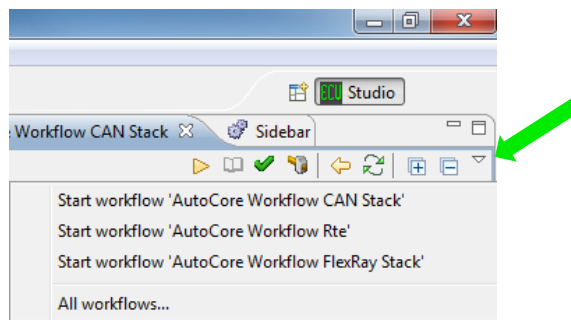 ECU Studio
Workflow CAN Stack Sidebar
Start workflow 'AutoCore Workflow CAN Stack'
Start workflow 'AutoCore Workflow Rte'
Start workflow 'AutoCore Workflow FlexRay Stack'
All workflows...